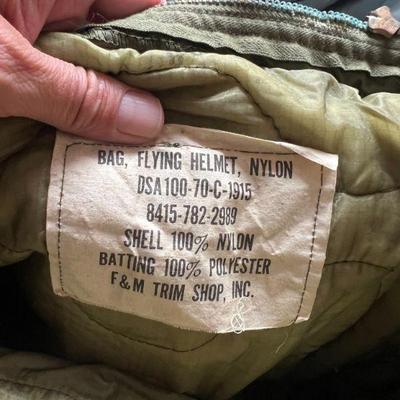 BAG, FLYING HELMET, NYLON
DSA100-70-C-1915
8415-782-2989
SHELL 100% NYLON
BATTING 100% POLYESTER
F&M TRIM SHOP, INC.
8